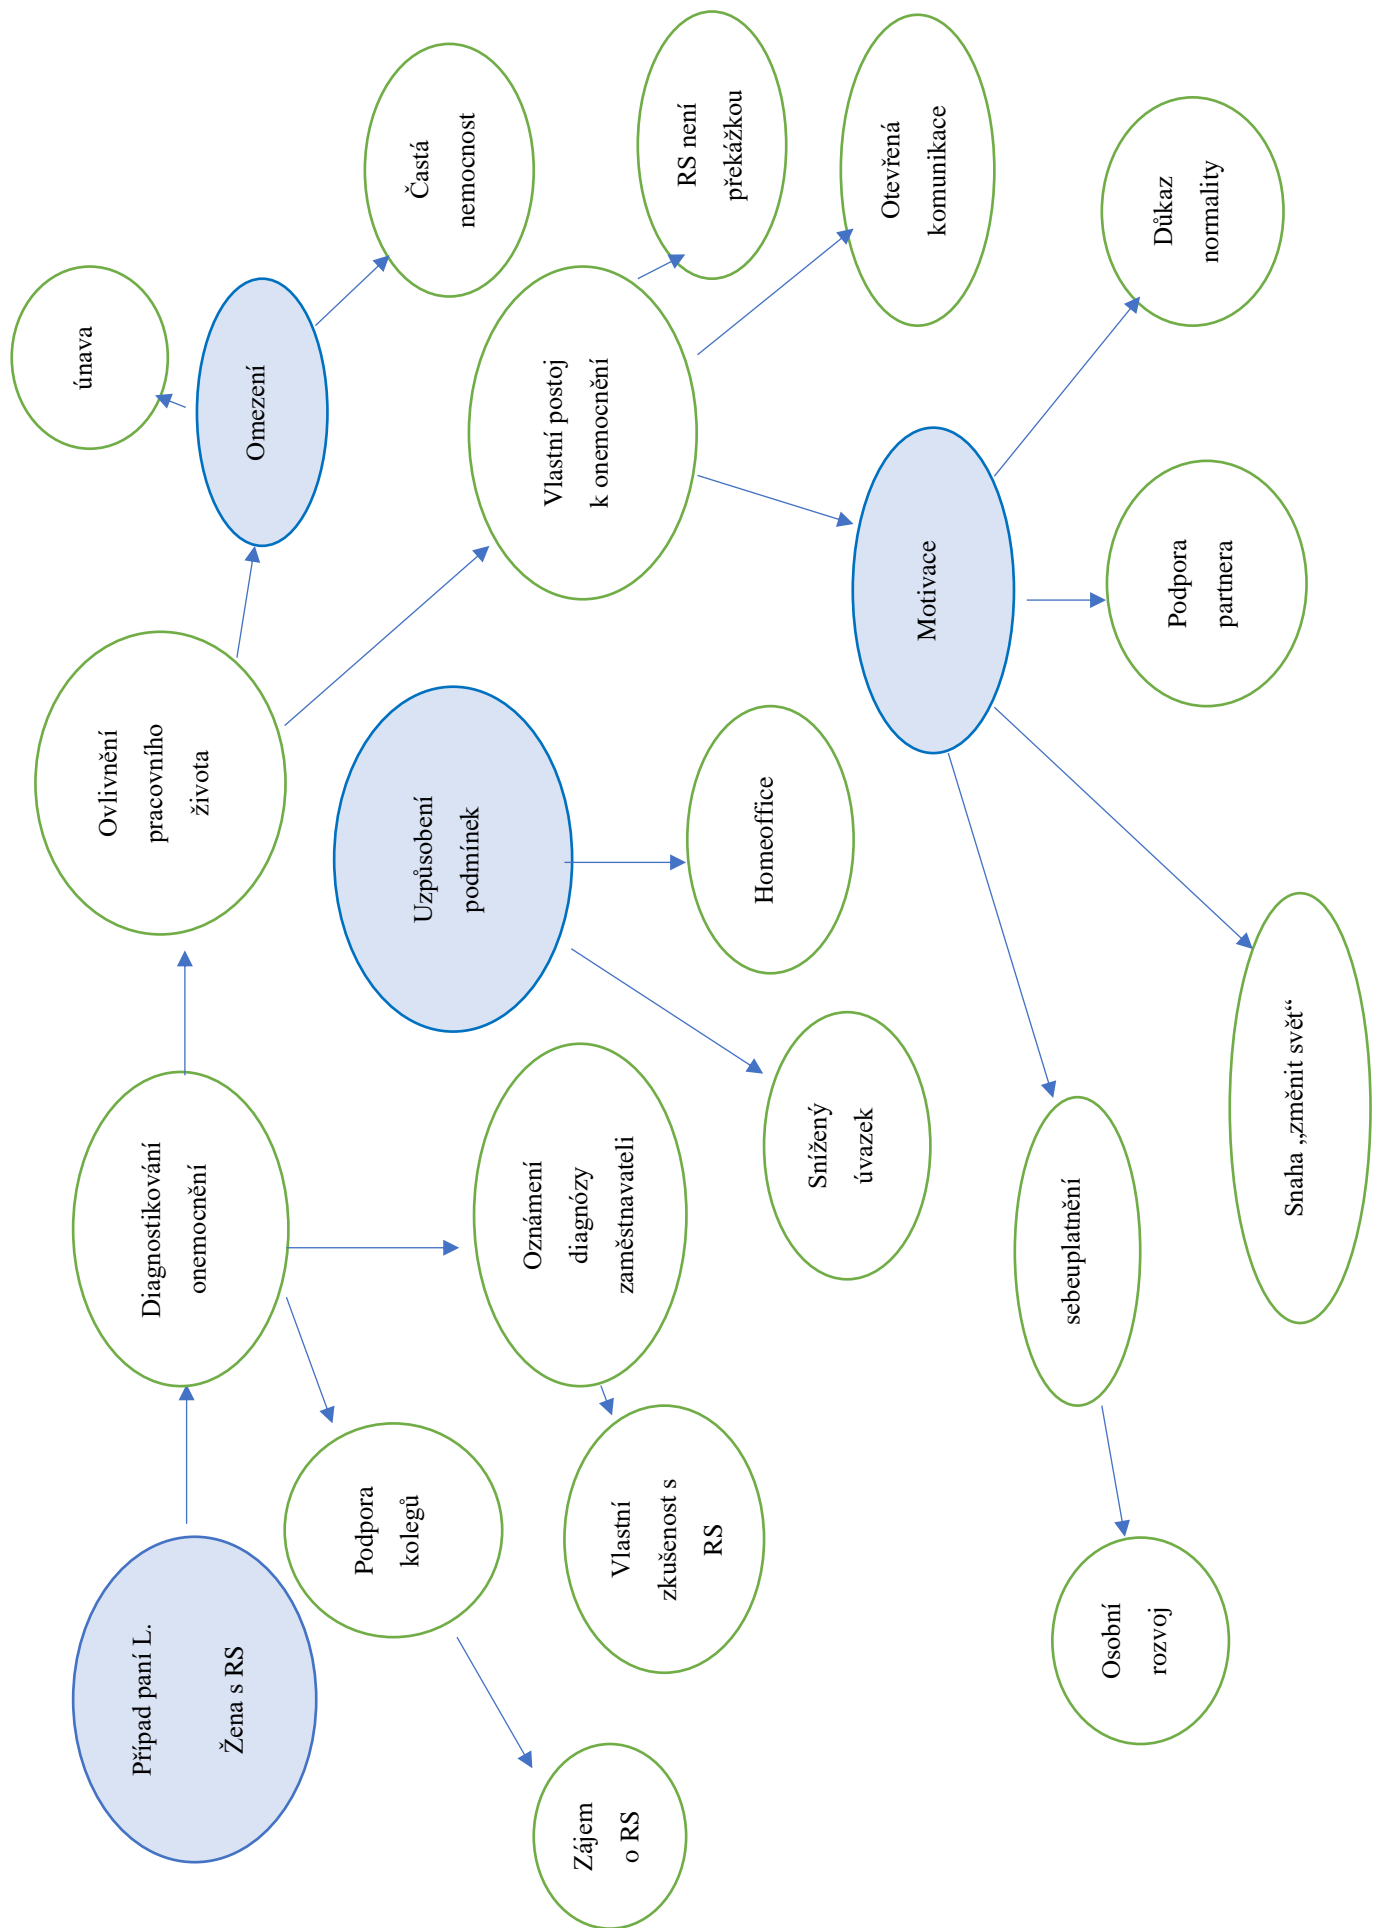 Případ paní L.
Žena s RS
Diagnostikování
onemocnění
Ovlivnění
pracovního
života
únava
Omezení
Častá
nemocnost
Zájem
o RS
Podpora
kolegů
Vlastní
zkušenost s
RS
Oznámení
diagnózy
zaměstnavateli
Uzpůsobení
podmínek
Snížený
úvazek
Homeoffice
Vlastní postoj
k onemocnění
RS není
překážkou
Otevřená
komunikace
Motivace
Osobní
rozvoj
sebeuplatnění
Snaha „změnit svět“
Podpora
partnera
Důkaz
normality